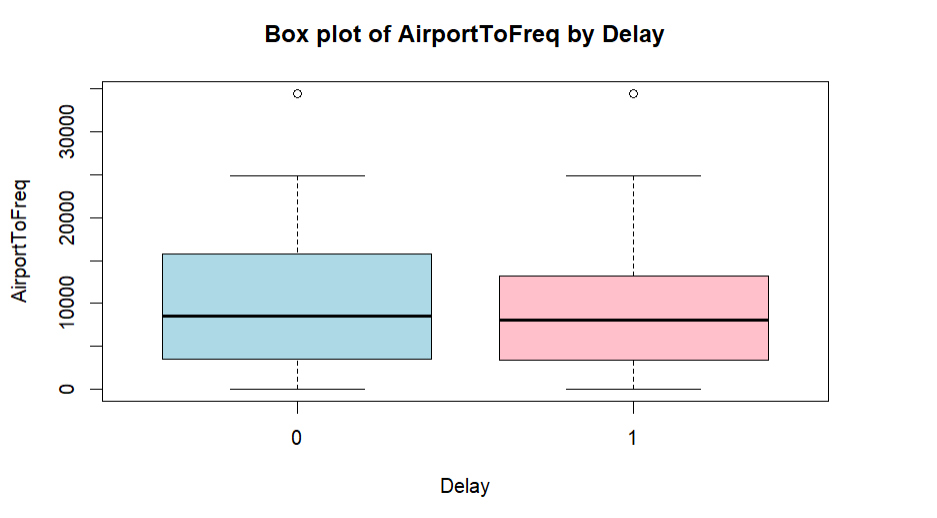 Box plot of AirportToFreq by Delay
AirportToFreq
30000
20000
10000
0
0 1
Delay